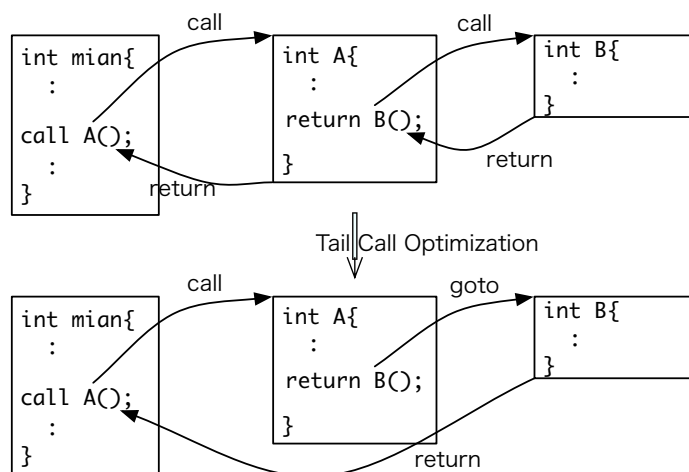 call
call
int mian{
:
call A();
:
}
int A{
:
return B();
}
int B{
:
}
return
return
Tail Call Optimization
call
goto
int mian{
:
call A();
:
}
int A{
:
return B();
}
int B{
:
}
return